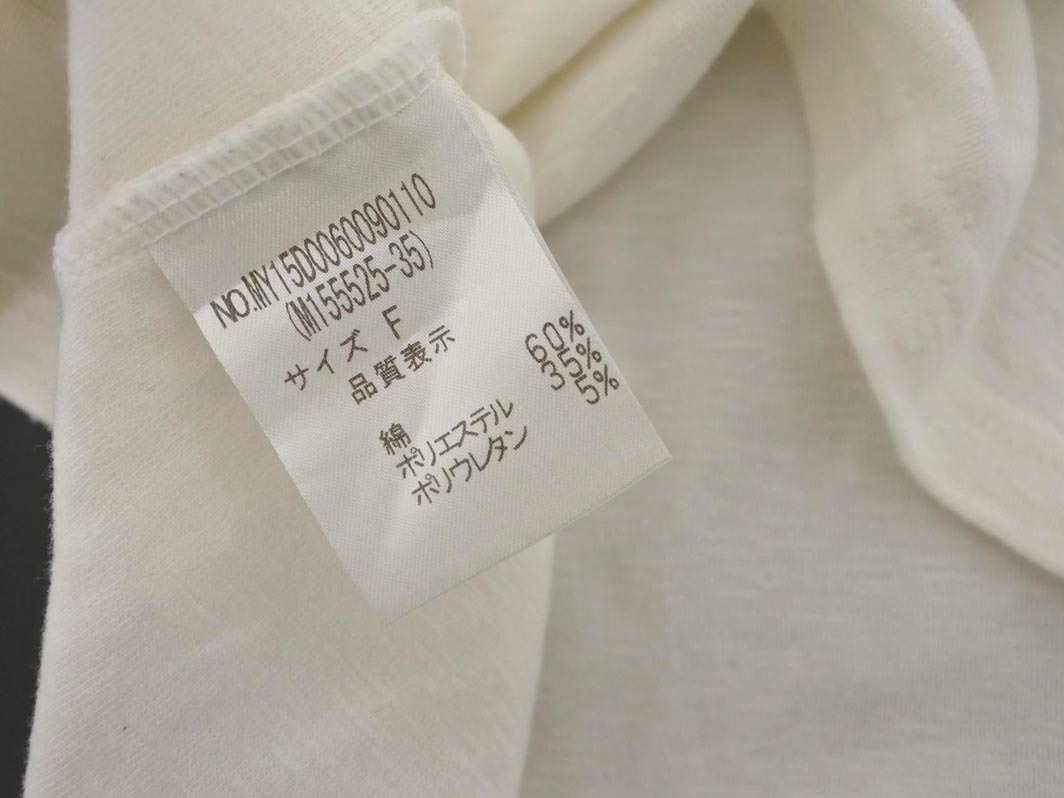 NO.MY15D0060090110
(M155525-35)
サイズ F
品質表示
綿 60%
ポリエステル 35%
ポリウレタン 5%